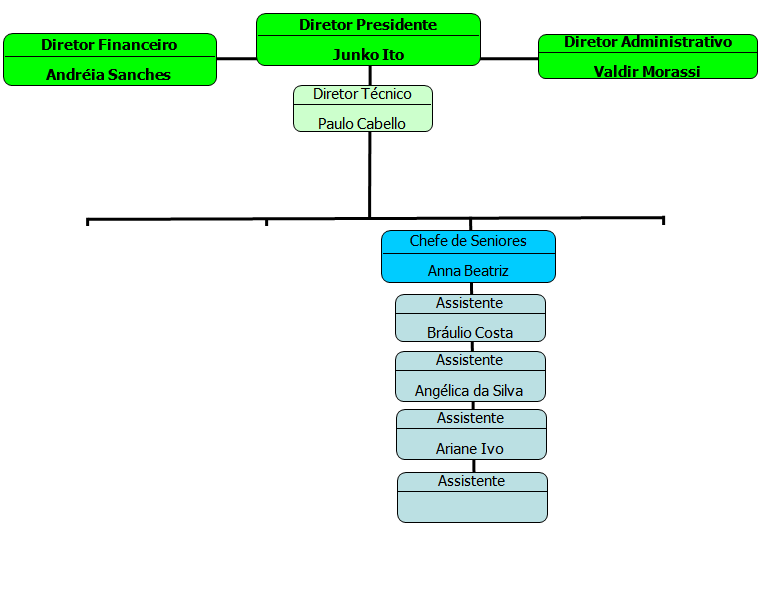 Diretor Presidente
Junko Ito
Diretor Financeiro
Andréia Sanches
Diretor Administrativo
Valdir Morassi
Diretor Técnico
Paulo Cabello
Chefe de Seniores
Anna Beatriz
Assistente
Bráulio Costa
Assistente
Angélica da Silva
Assistente
Ariane Ivo
Assistente